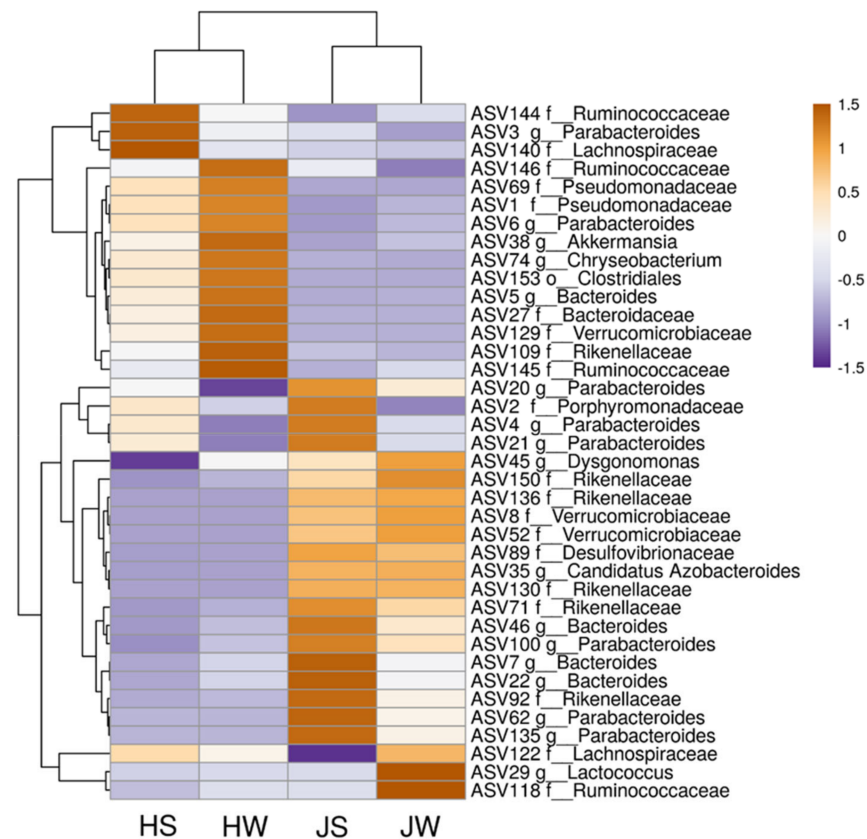 ASV144 f__Ruminococcaceae
ASV3 g__Parabacteroides
ASV140 f__Lachnospiraceae
ASV146 f__Ruminococcaceae
ASV69 f__Pseudomonadaceae
ASV1 f__Pseudomonadaceae
ASV6 g__Parabacteroides
ASV38 g__Akkermansia
ASV74 g__Chryseobacterium
ASV153 o__Clostridiales
ASV5 g__Bacteroides
ASV27 f__Bacteroidaceae
ASV129 f__Verrucomicrobiaceae
ASV109 f__Rikenellaceae
ASV145 f__Ruminococcaceae
ASV20 g__Parabacteroides
ASV2 f__Porphyromonadaceae
ASV4 g__Parabacteroides
ASV21 g__Parabacteroides
ASV45 g__Dysgonomonas
ASV150 f__Rikenellaceae
ASV136 f__Rikenellaceae
ASV8 f__Verrucomicrobiaceae
ASV52 f__Verrucomicrobiaceae
ASV89 f__Desulfovibrionaceae
ASV35 g__Candidatus Azobacteroides
ASV130 f__Rikenellaceae
ASV71 f__Rikenellaceae
ASV46 g__Bacteroides
ASV100 g__Parabacteroides
ASV7 g__Bacteroides
ASV22 g__Bacteroides
ASV92 f__Rikenellaceae
ASV62 g__Parabacteroides
ASV135 g__Parabacteroides
ASV122 f__Lachnospiraceae
ASV29 g__Lactococcus
ASV118 f__Ruminococcaceae
HS HW JS JW
1.5
1
0.5
0
-0.5
-1
-1.5